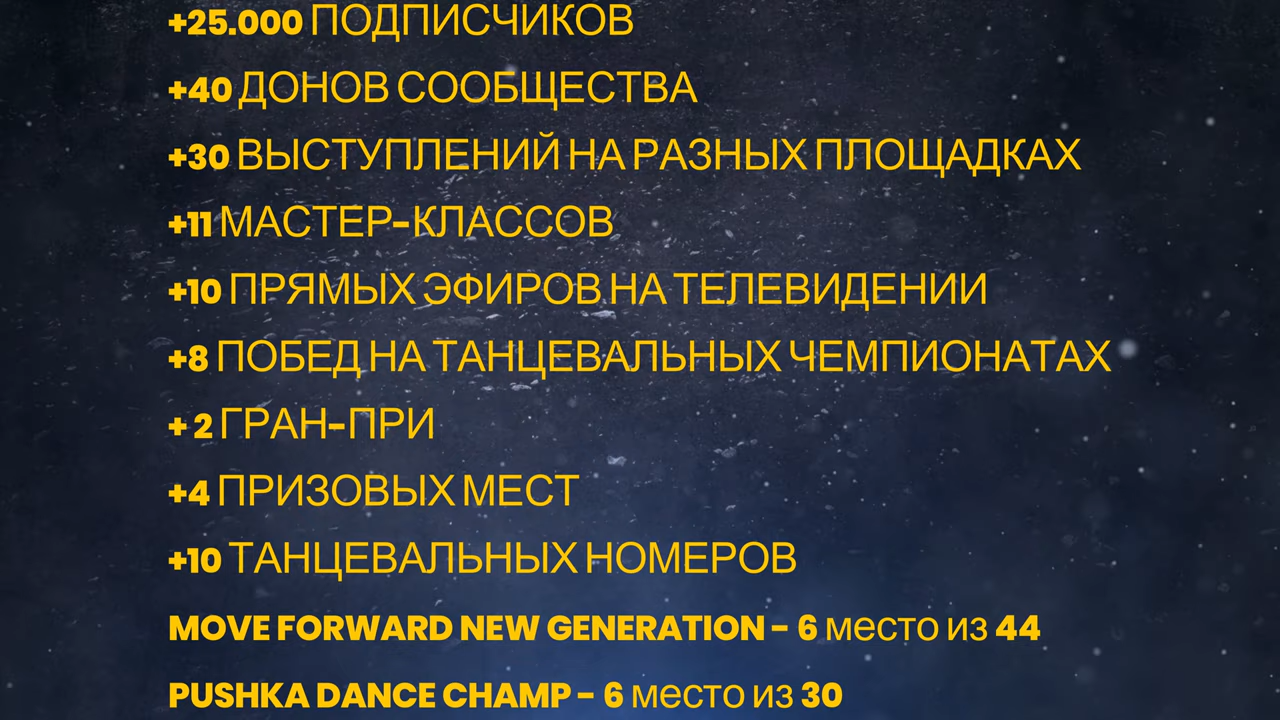 +25.000 ПОДПИСЧИКОВ
+40 ДОНОВ СООБЩЕСТВА
+30 ВЫСТУПЛЕНИЙ НА РАЗНЫХ ПЛОЩАДКАХ
+11 МАСТЕР-КЛАССОВ
+10 ПРЯМЫХ ЭФИРОВ НА ТЕЛЕВИДЕНИИ
+8 ПОБЕД НА ТАНЦЕВАЛЬНЫХ ЧЕМПИОНАТАХ
+ 2 ГРАН-ПРИ
+4 ПРИЗОВЫХ МЕСТ
+10 ТАНЦЕВАЛЬНЫХ НОМЕРОВ
MOVE FORWARD NEW GENERATION - 6 место из 44
PUSHKA DANCE CHAMP - 6 место из 30